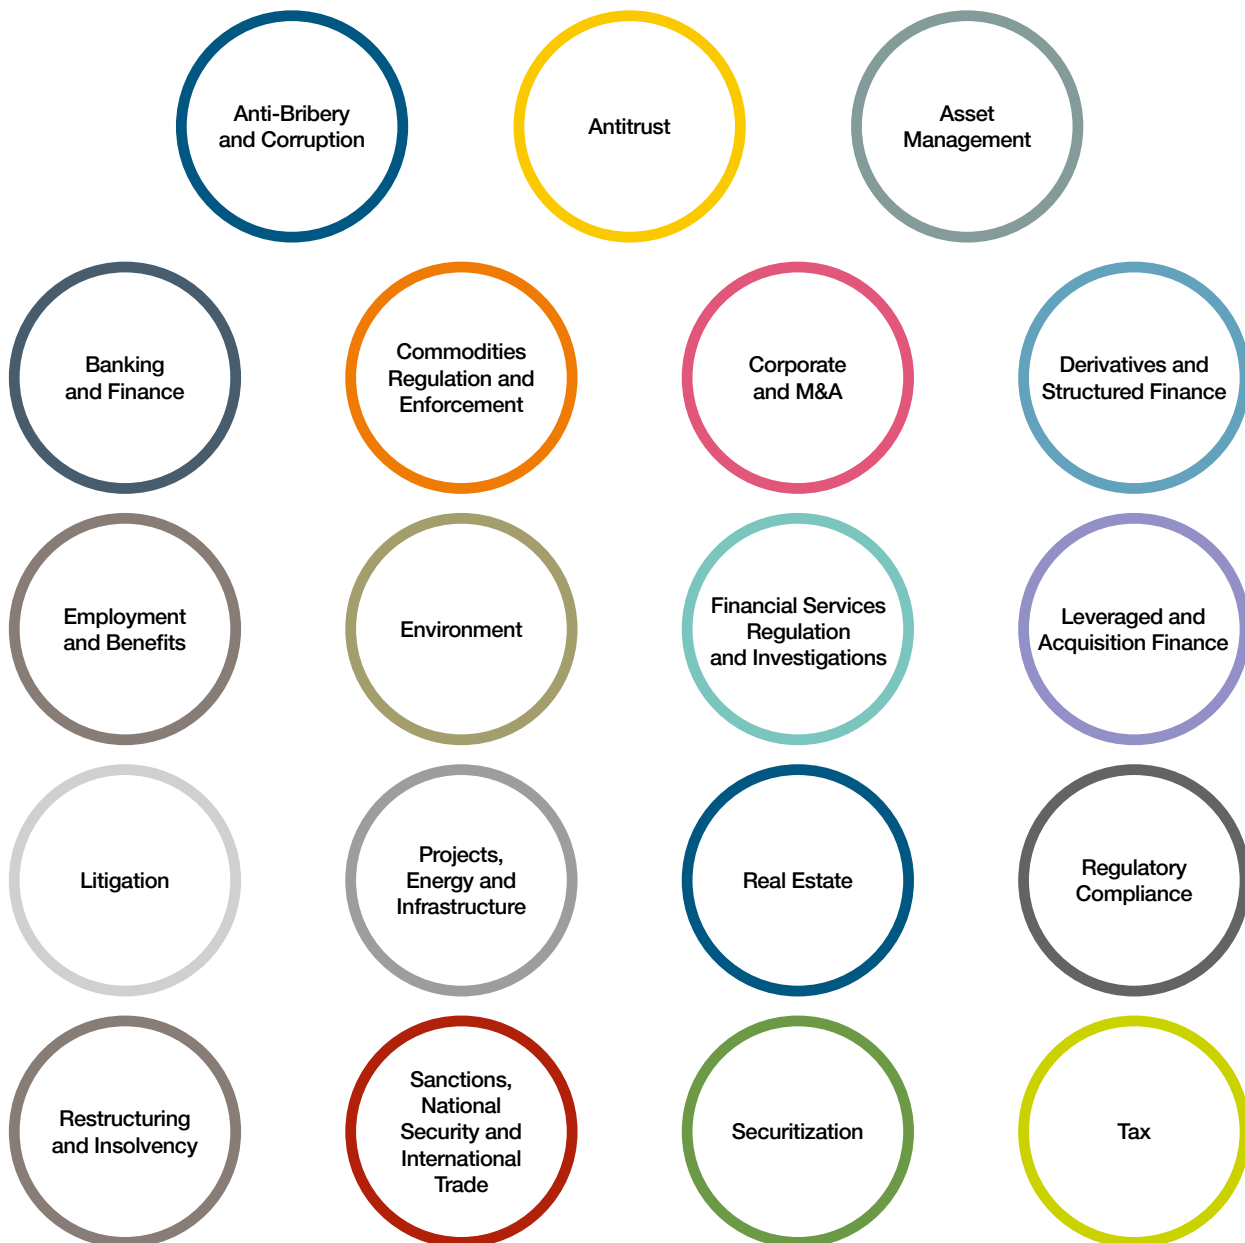 Anti-Bribery
and Corruption
Antitrust
Asset
Management
Banking
and Finance
Commodities
Regulation and
Enforcement
Corporate
and M&A
Derivatives and
Structured Finance
Employment
and Benefits
Environment
Financial Services
Regulation
and Investigations
Leveraged and
Acquisition Finance
Litigation
Projects,
Energy and
Infrastructure
Real Estate
Regulatory
Compliance
Restructuring
and Insolvency
Sanctions,
National
Security and
International
Trade
Securitization
Tax